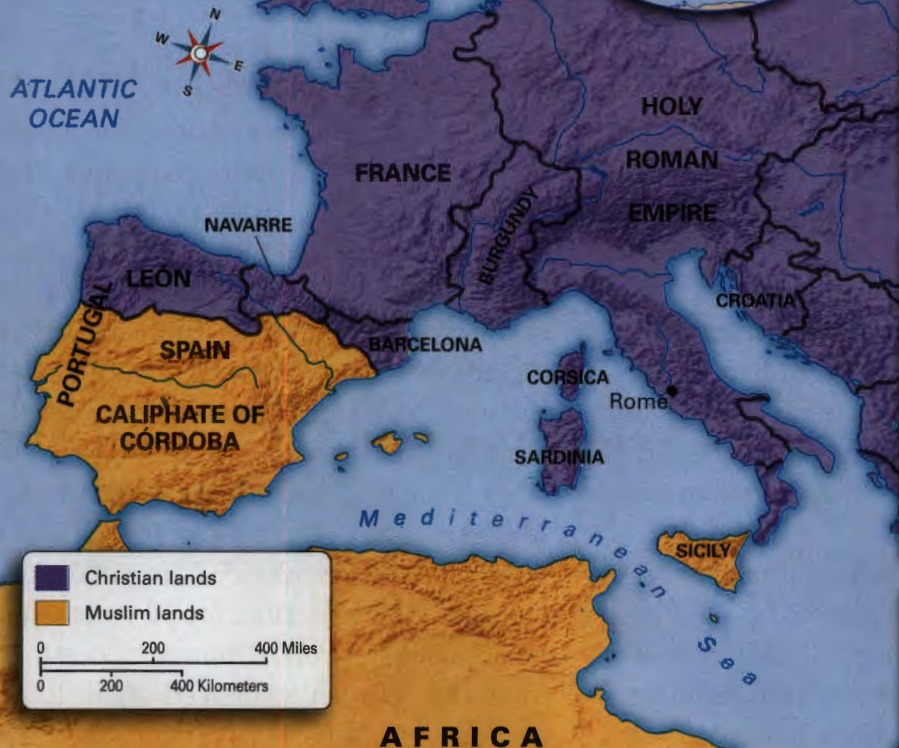 N
W
E
S
ATLANTIC
OCEAN
HOLY
ROMAN
EMPIRE
FRANCE
BURGUNDY
NAVARRE
LEÓN
CROATIA
PORTUGAL
SPAIN
BARCELONA
CORSICA
Rome
CALIPHATE OF
CÓRDOBA
SARDINIA
Mediterranean Sea
SICILY
Christian lands
Muslim lands
0 200 400 Miles
0 200 400 Kilometers
AFRICA